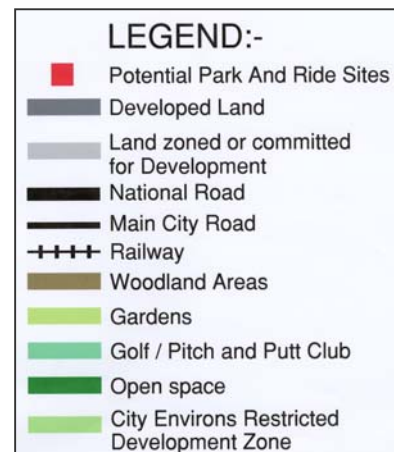 LEGEND:-
Potential Park And Ride Sites
Developed Land
Land zoned or committed
for Development
National Road
Main City Road
Railway
Woodland Areas
Gardens
Golf / Pitch and Putt Club
Open space
City Environs Restricted
Development Zone